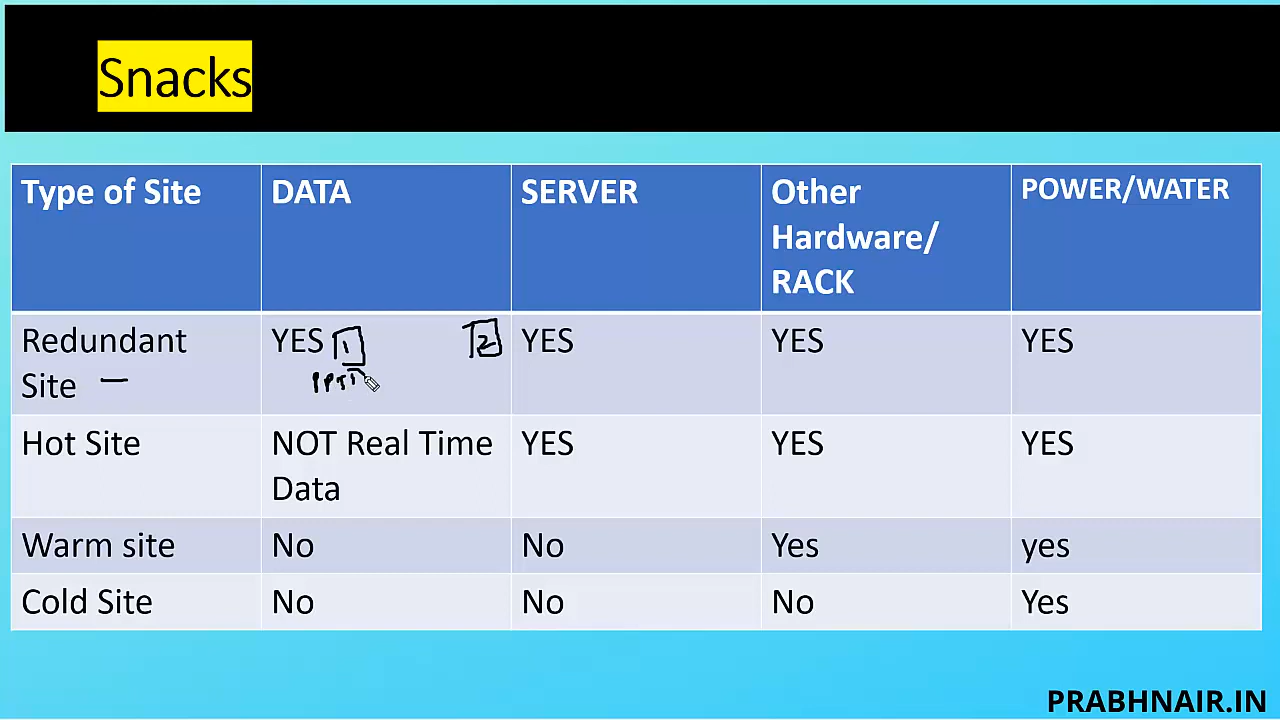 Snacks
Type of Site DATA SERVER Other Hardware/ RACK POWER/WATER
Redundant Site YES 1 2 YES YES YES
Hot Site NOT Real Time Data YES YES YES
Warm site No No Yes yes
Cold Site No No No Yes
PRABHNAIR.IN